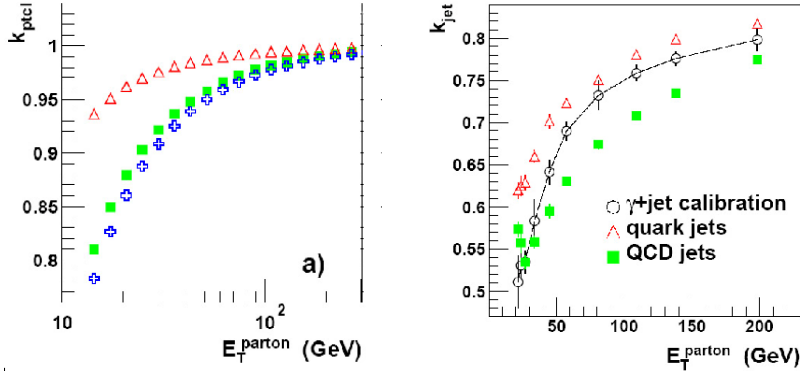 k_ptcl
1
0.95
0.9
0.85
0.8
a)
10
10²
E_T^parton (GeV)
k_jet
0.8
0.75
0.7
0.65
0.6
0.55
0.5
γ+jet calibration
quark jets
QCD jets
50 100 150 200
E_T^parton (GeV)